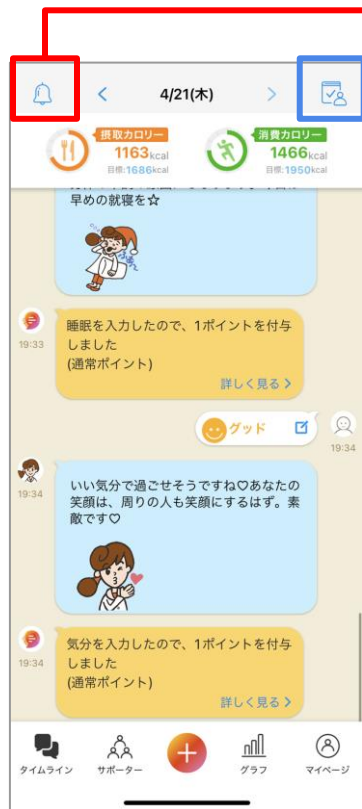 4/21(木)
摂取カロリー
1163kcal
目標:1686kcal
消費カロリー
1466kcal
目標:1950kcal
早めの就寝を☆
睡眠を入力したので、1ポイントを付与
しました
(通常ポイント)
詳しく見る
19:33
グッド
19:34
いい気分で過ごせそうですね♡あなたの
笑顔は、周りの人も笑顔にするはず。素
敵です♡
19:34
気分を入力したので、1ポイントを付与
しました
(通常ポイント)
詳しく見る
19:34
タイムライン
サポーター
グラフ
マイページ